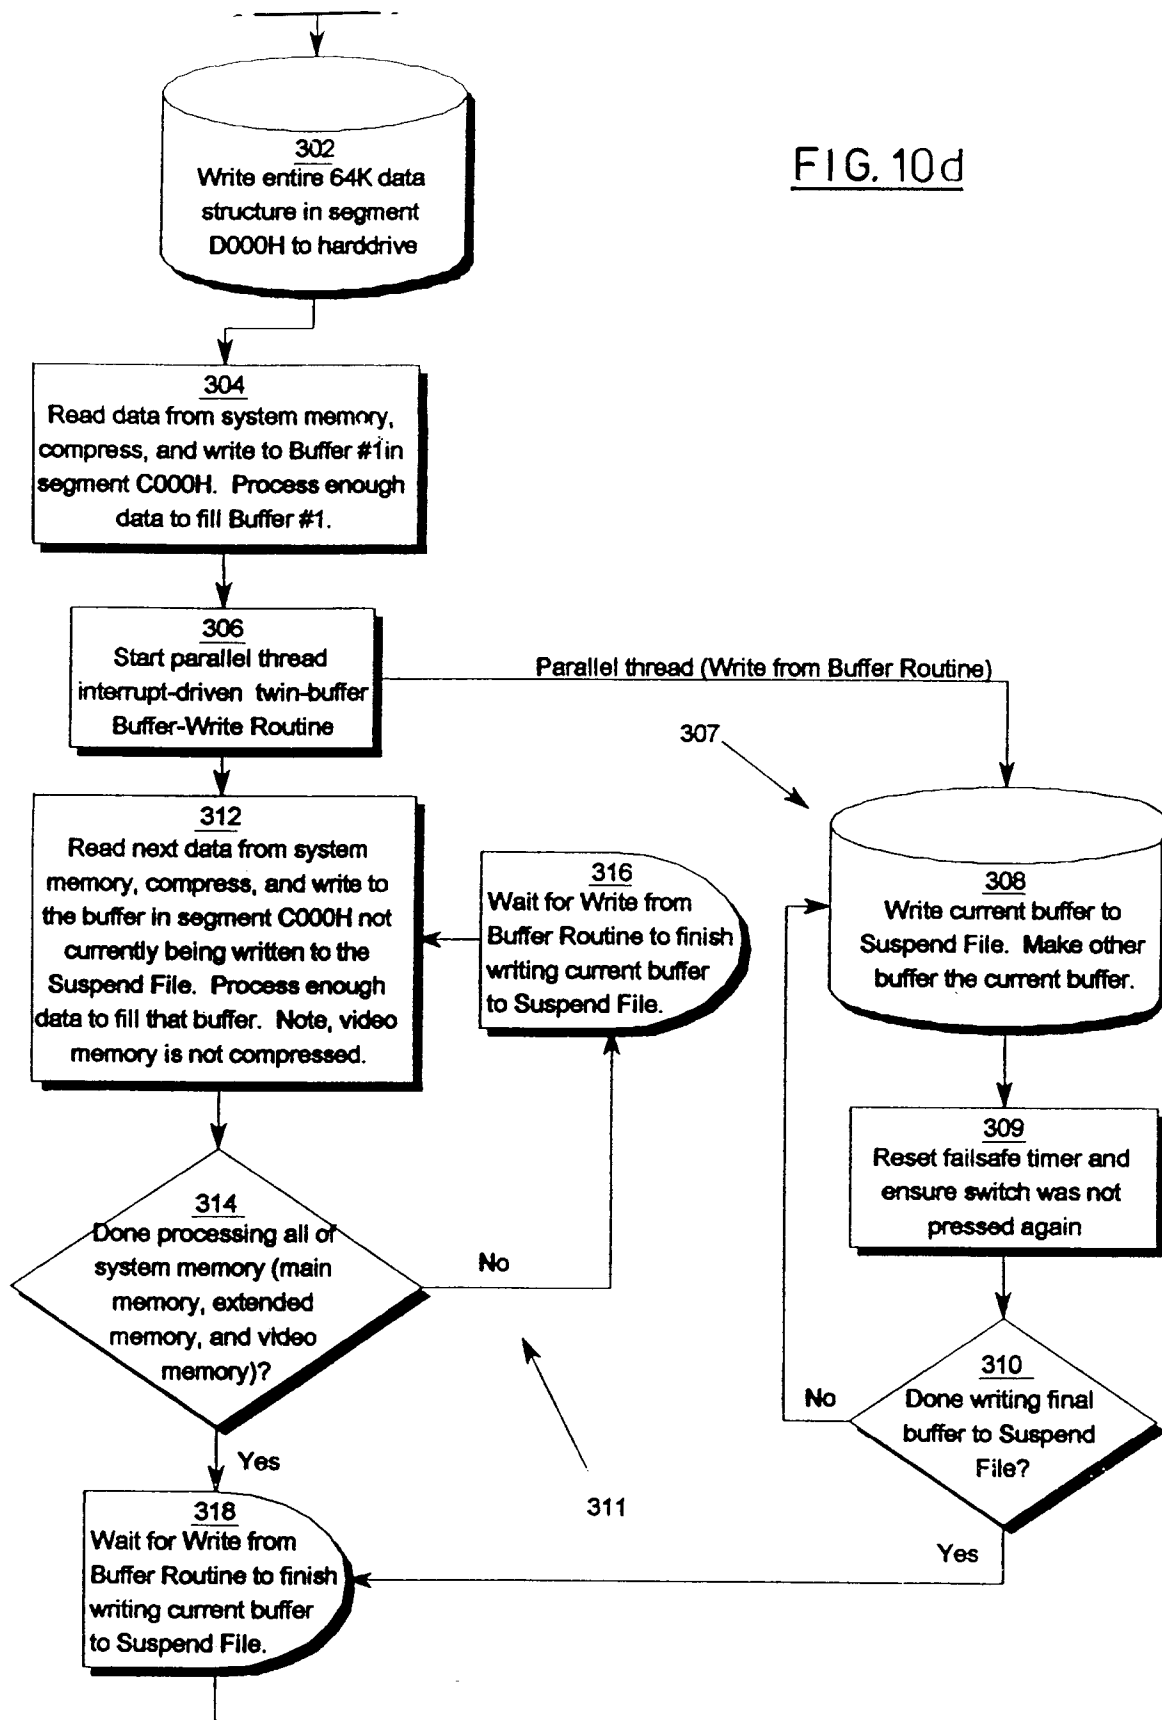 FIG. 10d
302
Write entire 64K data
structure in segment
D000H to harddrive
304
Read data from system memory,
compress, and write to Buffer #1 in
segment C000H. Process enough
data to fill Buffer #1.
306
Start parallel thread
interrupt-driven twin-buffer
Buffer-Write Routine
Parallel thread (Write from Buffer Routine)
307
312
Read next data from system
memory, compress, and write to
the buffer in segment C000H not
currently being written to the
Suspend File. Process enough
data to fill that buffer. Note, video
memory is not compressed.
316
Wait for Write from
Buffer Routine to finish
writing current buffer
to Suspend File.
308
Write current buffer to
Suspend File. Make other
buffer the current buffer.
309
Reset failsafe timer and
ensure switch was not
pressed again
314
Done processing all of
system memory (main
memory, extended
memory, and video
memory)?
No
310
Done writing final
buffer to Suspend
File?
No
Yes
311
Yes
318
Wait for Write from
Buffer Routine to finish
writing current buffer
to Suspend File.